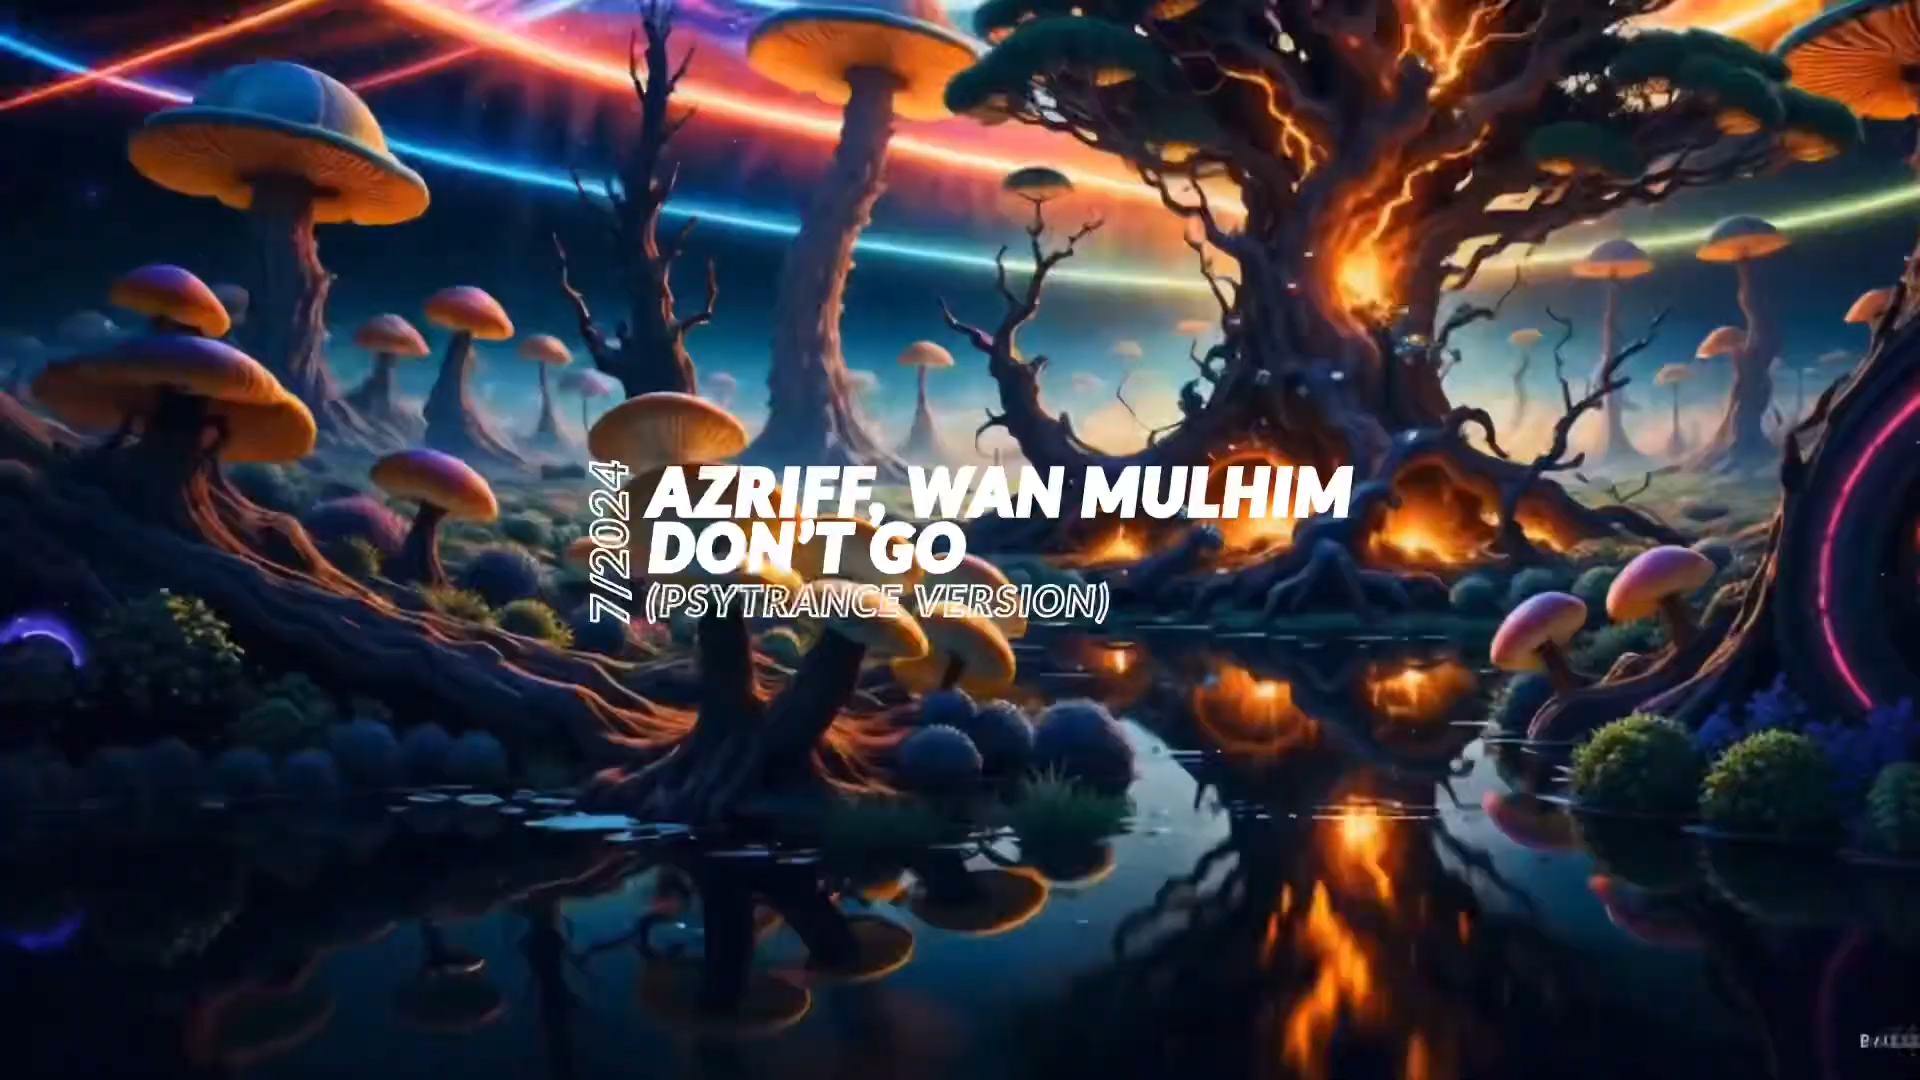 7/2024
AZRIFF, WAN MULHIM
DON'T GO
(PSYTRANCE VERSION)